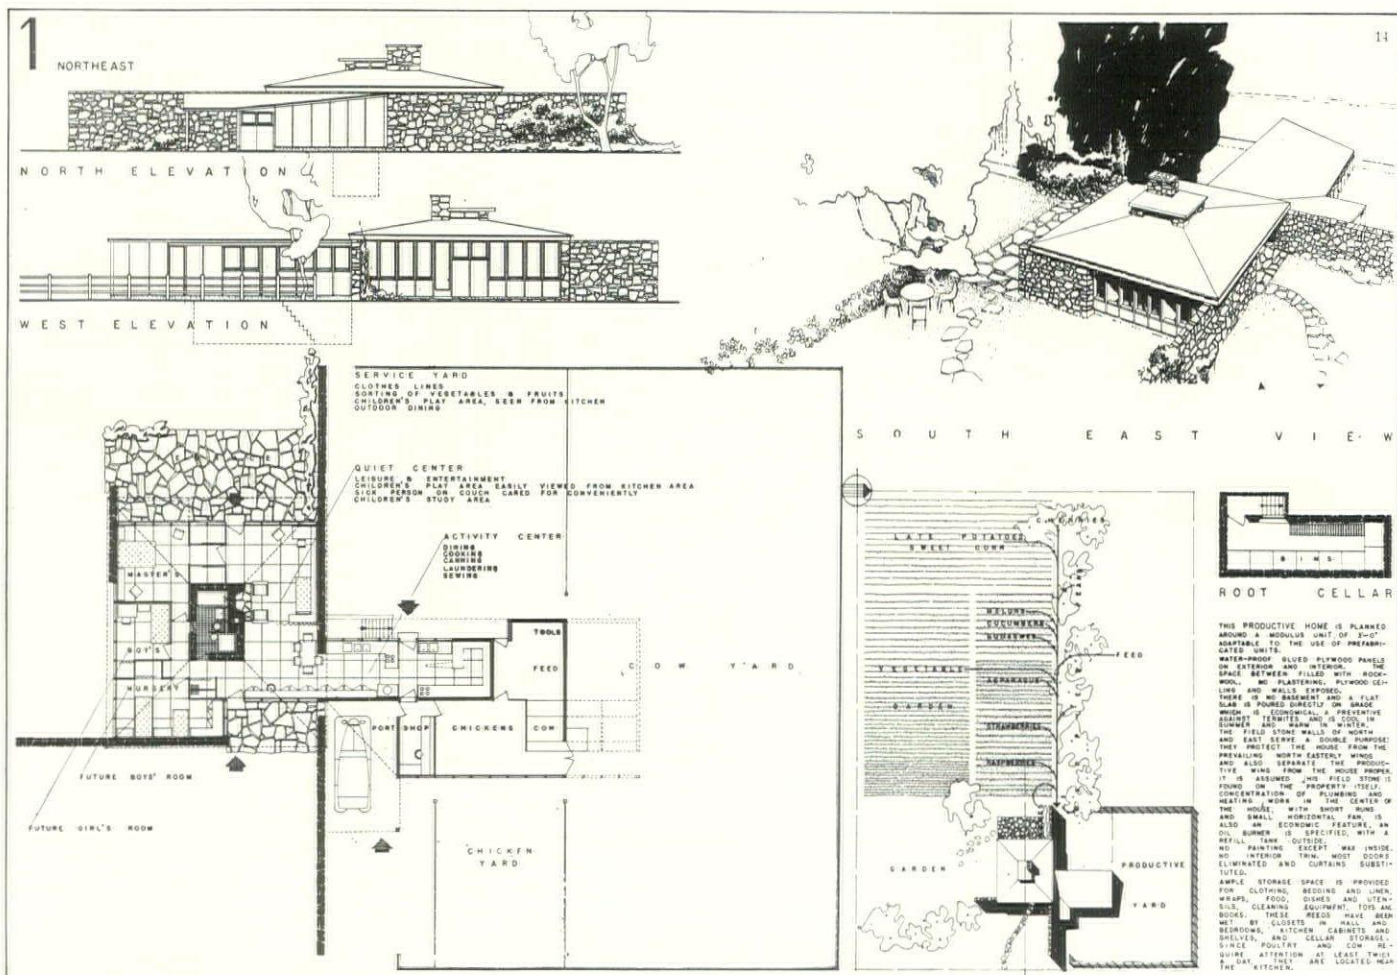 1
NORTHEAST
14
NORTH ELEVATION
WEST ELEVATION
SERVICE YARD
CLOTHES LINES
SORTING OF VEGETABLES & FRUITS
CHILDREN'S PLAY AREA, SEEN FROM KITCHEN
OUTDOOR DINING
QUIET CENTER
LEISURE & ENTERTAINMENT
CHILDREN'S PLAY AREA EASILY VIEWED FROM KITCHEN AREA
SICK PERSON ON COUCH CARED FOR CONVENIENTLY
CHILDREN'S STUDY AREA
ACTIVITY CENTER
DINING
COOKING
CANNING
LAUNDERING
SEWING
MASTER'S
BOY'S
NURSERY
TOOLS
FEED
COW YARD
PORT
SHOP
CHICKENS
COW
FUTURE BOYS' ROOM
FUTURE GIRL'S ROOM
CHICKEN
YARD
SOUTH EAST VIEW
CHERRIES
LATE POTATOES
SWEET CORN
BEANS
MELONS
CUCUMBERS
SQUASHES
FEED
VEGETABLE
ASPARAGUS
GARDEN
STRAWBERRIES
RASPBERRIES
GARDEN
PRODUCTIVE
YARD
BINS
ROOT CELLAR
THIS PRODUCTIVE HOME IS PLANNED
AROUND A MODULUS UNIT OF 3'-0"
ADAPTABLE TO THE USE OF PREFABRI-
CATED UNITS.
WATER-PROOF GLUED PLYWOOD PANELS
ON EXTERIOR AND INTERIOR. THE
SPACE BETWEEN FILLED WITH ROCK-
WOOL. NO PLASTERING, PLYWOOD CEI-
LING AND WALLS EXPOSED.
THERE IS NO BASEMENT AND A FLAT
SLAB IS POURED DIRECTLY ON GRADE
WHICH IS ECONOMICAL, A PREVENTIVE
AGAINST TERMITES AND IS COOL IN
SUMMER AND WARM IN WINTER.
THE FIELD STONE WALLS OF NORTH
AND EAST SERVE A DOUBLE PURPOSE:
THEY PROTECT THE HOUSE FROM THE
PREVAILING NORTH EASTERLY WINDS
AND ALSO SEPARATE THE PRODUC-
TIVE WING FROM THE HOUSE PROPER.
IT IS ASSUMED THIS FIELD STONE IS
FOUND ON THE PROPERTY ITSELF.
CONCENTRATION OF PLUMBING AND
HEATING WORK IN THE CENTER OF
THE HOUSE, WITH SHORT RUNS
AND SMALL HORIZONTAL FAN, IS
ALSO AN ECONOMIC FEATURE, AN
OIL BURNER IS SPECIFIED, WITH A
REFILL TANK OUTSIDE.
NO PAINTING EXCEPT WAX INSIDE.
NO INTERIOR TRIM. MOST DOORS
ELIMINATED AND CURTAINS SUBSTI-
TUTED.
AMPLE STORAGE SPACE IS PROVIDED
FOR CLOTHING, BEDDING AND LINEN,
WRAPS, FOOD, DISHES AND UTEN-
SILS, CLEANING EQUIPMENT, TOYS AND
BOOKS. THESE NEEDS HAVE BEEN
MET BY CLOSETS IN HALL AND
BEDROOMS, KITCHEN CABINETS AND
SHELVES, AND CELLAR STORAGE.
SINCE POULTRY AND COW RE-
QUIRE ATTENTION AT LEAST TWICE
A DAY, THEY ARE LOCATED NEAR
THE KITCHEN.